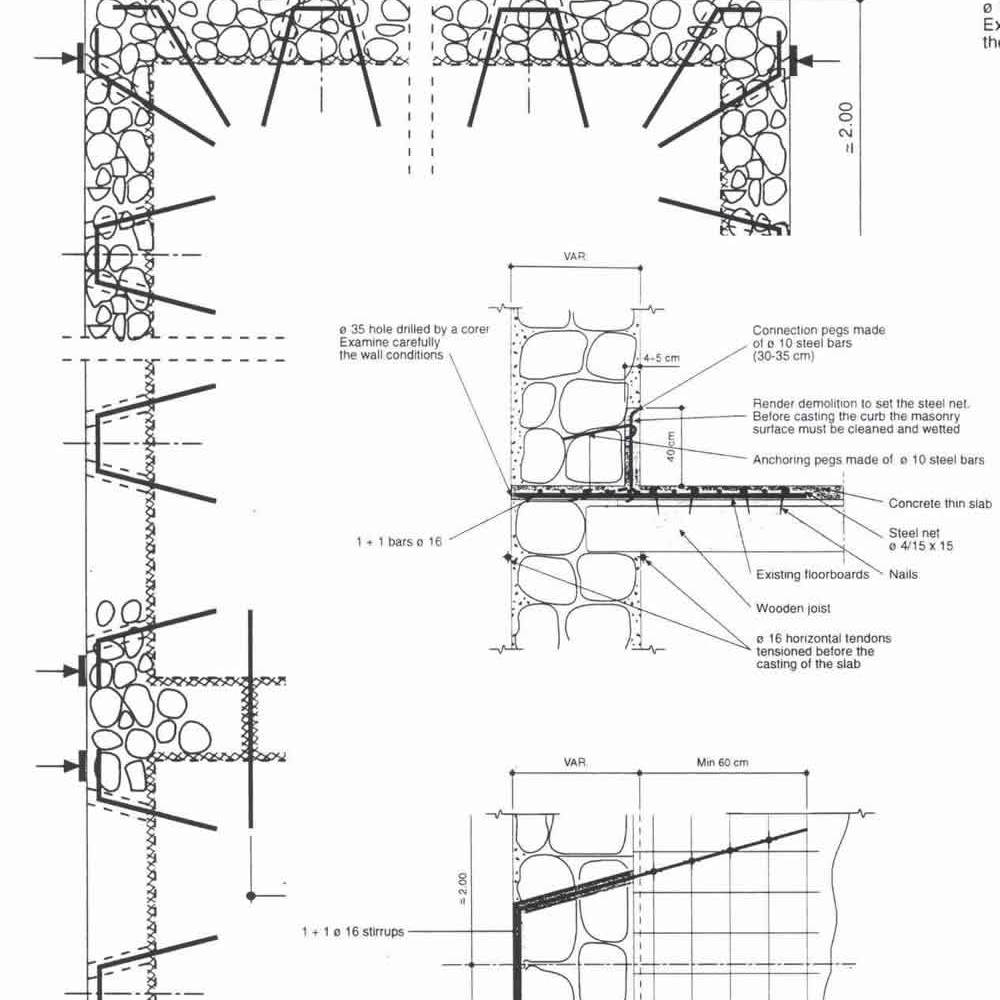 ø
Ex
the
≃ 2.00
VAR.
ø 35 hole drilled by a corer
Examine carefully
the wall conditions
4÷5 cm
Connection pegs made
of ø 10 steel bars
(30-35 cm)
Render demolition to set the steel net.
Before casting the curb the masonry
surface must be cleaned and wetted
40 cm
Anchoring pegs made of ø 10 steel bars
Concrete thin slab
1 + 1 bars ø 16
Steel net
ø 4/15 x 15
Existing floorboards
Nails
Wooden joist
ø 16 horizontal tendons
tensioned before the
casting of the slab
VAR.
Min 60 cm
≃ 2.00
1 + 1 ø 16 stirrups